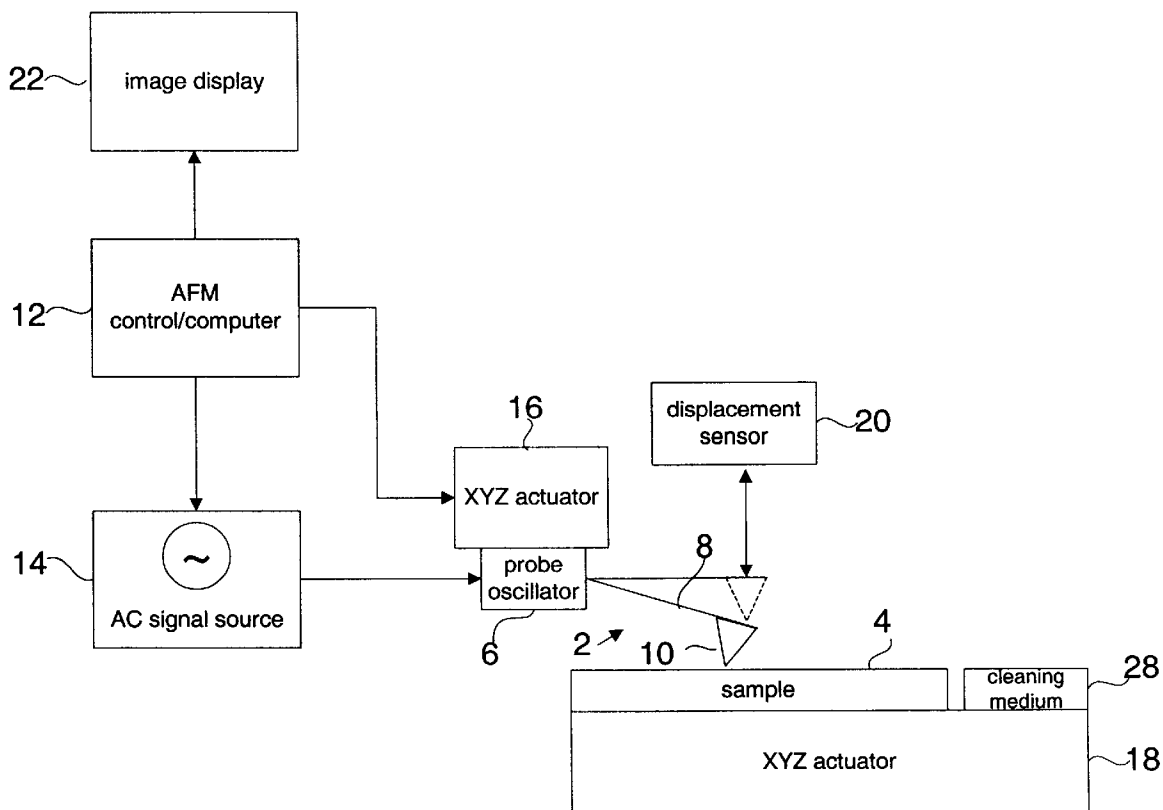 22
image display
12
AFM
control/computer
16
displacement
sensor
20
XYZ actuator
14
~
AC signal source
probe
oscillator
8
6
2
10
4
sample
cleaning
medium
28
XYZ actuator
18